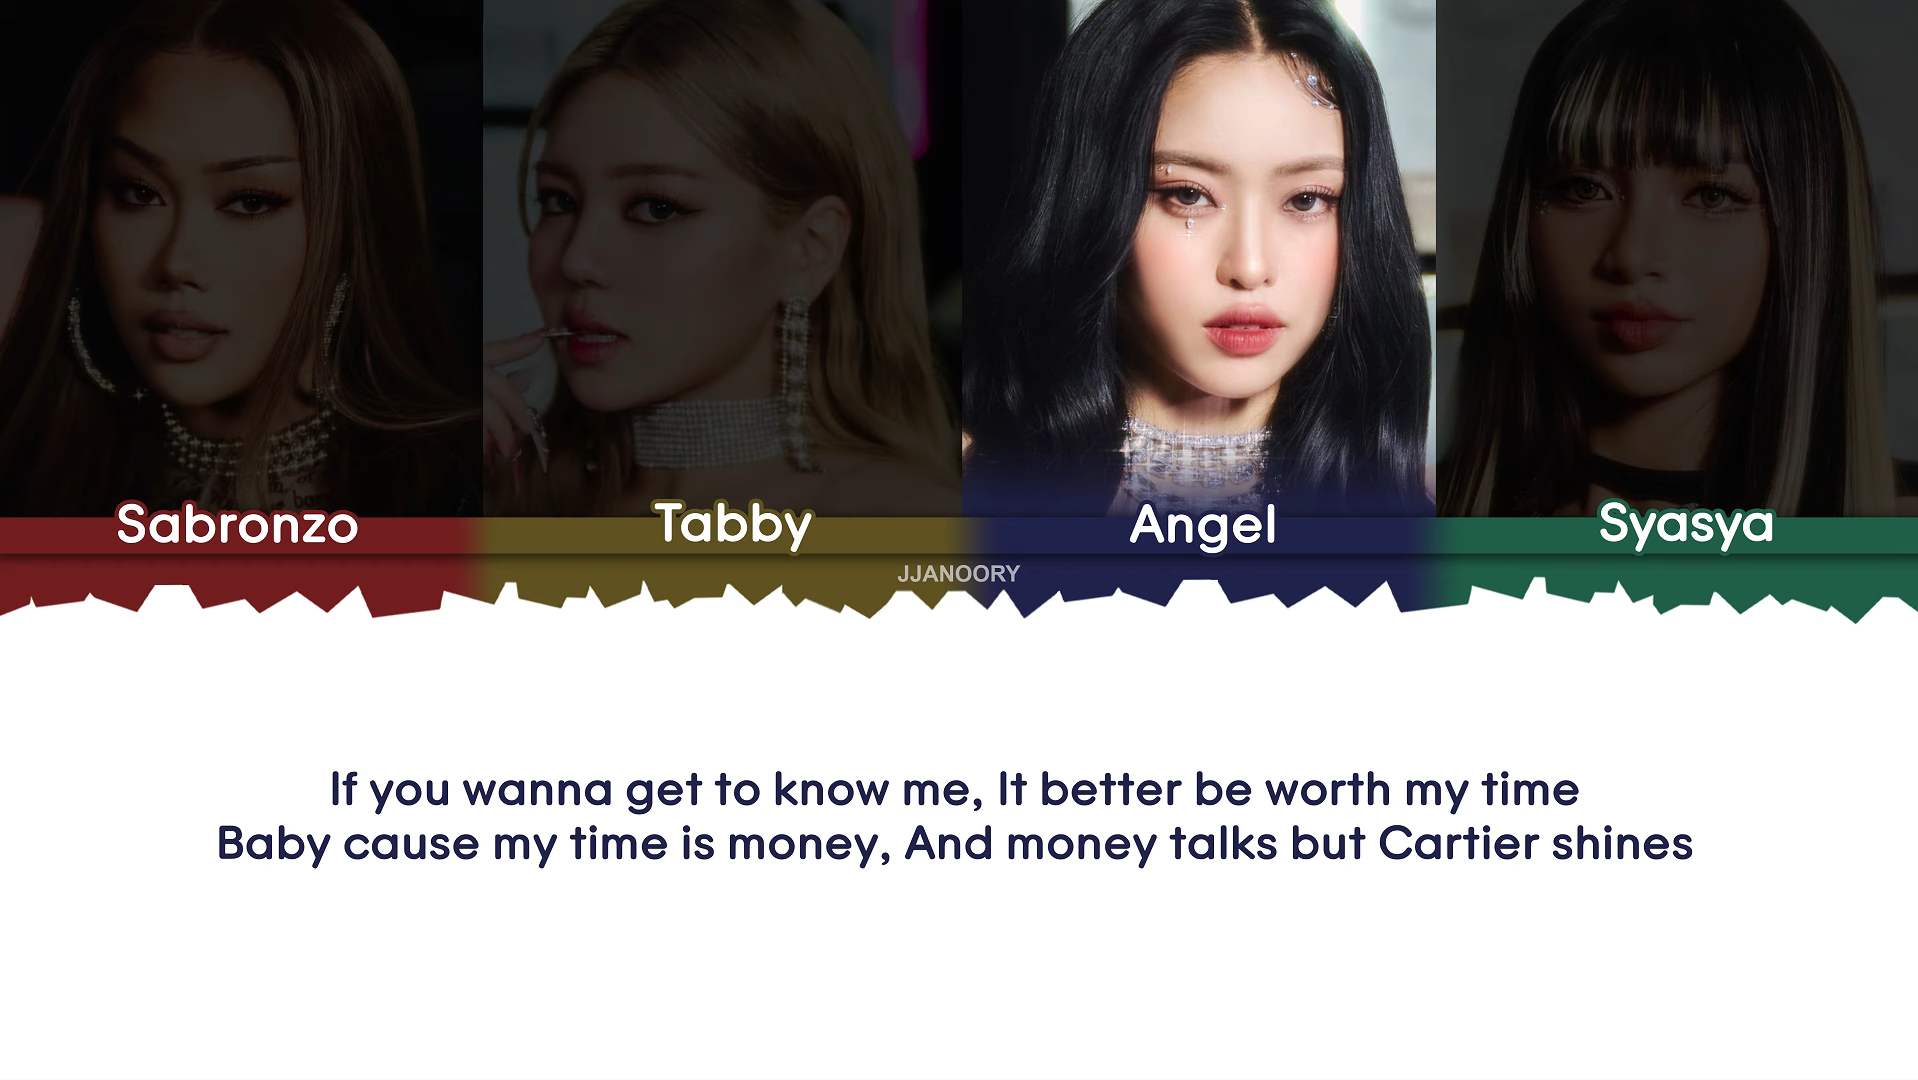 Sabronzo Tabby Angel Syasya
JJANOORY
If you wanna get to know me, It better be worth my time
Baby cause my time is money, And money talks but Cartier shines